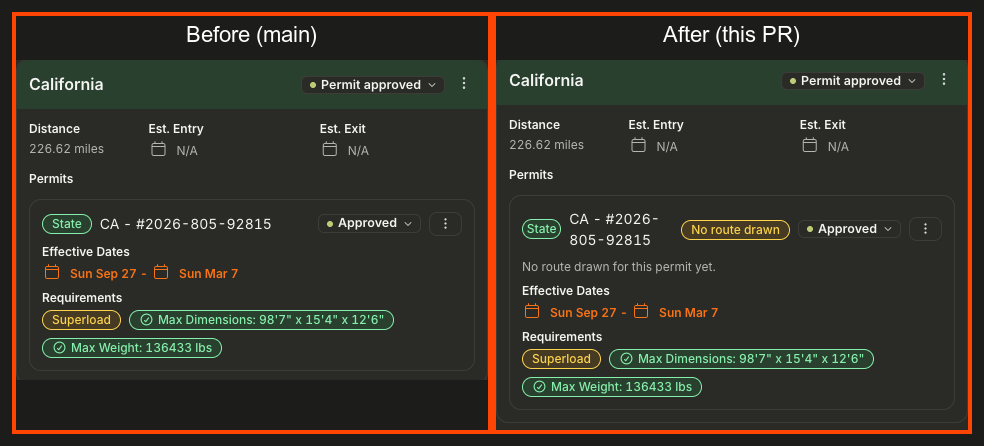 Before (main)
California
Permit approved
Distance
Est. Entry
Est. Exit
226.62 miles
N/A
N/A
Permits
State
CA - #2026-805-92815
Approved
Effective Dates
Sun Sep 27 - Sun Mar 7
Requirements
Superload
Max Dimensions: 98'7" x 15'4" x 12'6"
Max Weight: 136433 lbs
After (this PR)
California
Permit approved
Distance
Est. Entry
Est. Exit
226.62 miles
N/A
N/A
Permits
State
CA - #2026-
805-92815
No route drawn
Approved
No route drawn for this permit yet.
Effective Dates
Sun Sep 27 - Sun Mar 7
Requirements
Superload
Max Dimensions: 98'7" x 15'4" x 12'6"
Max Weight: 136433 lbs